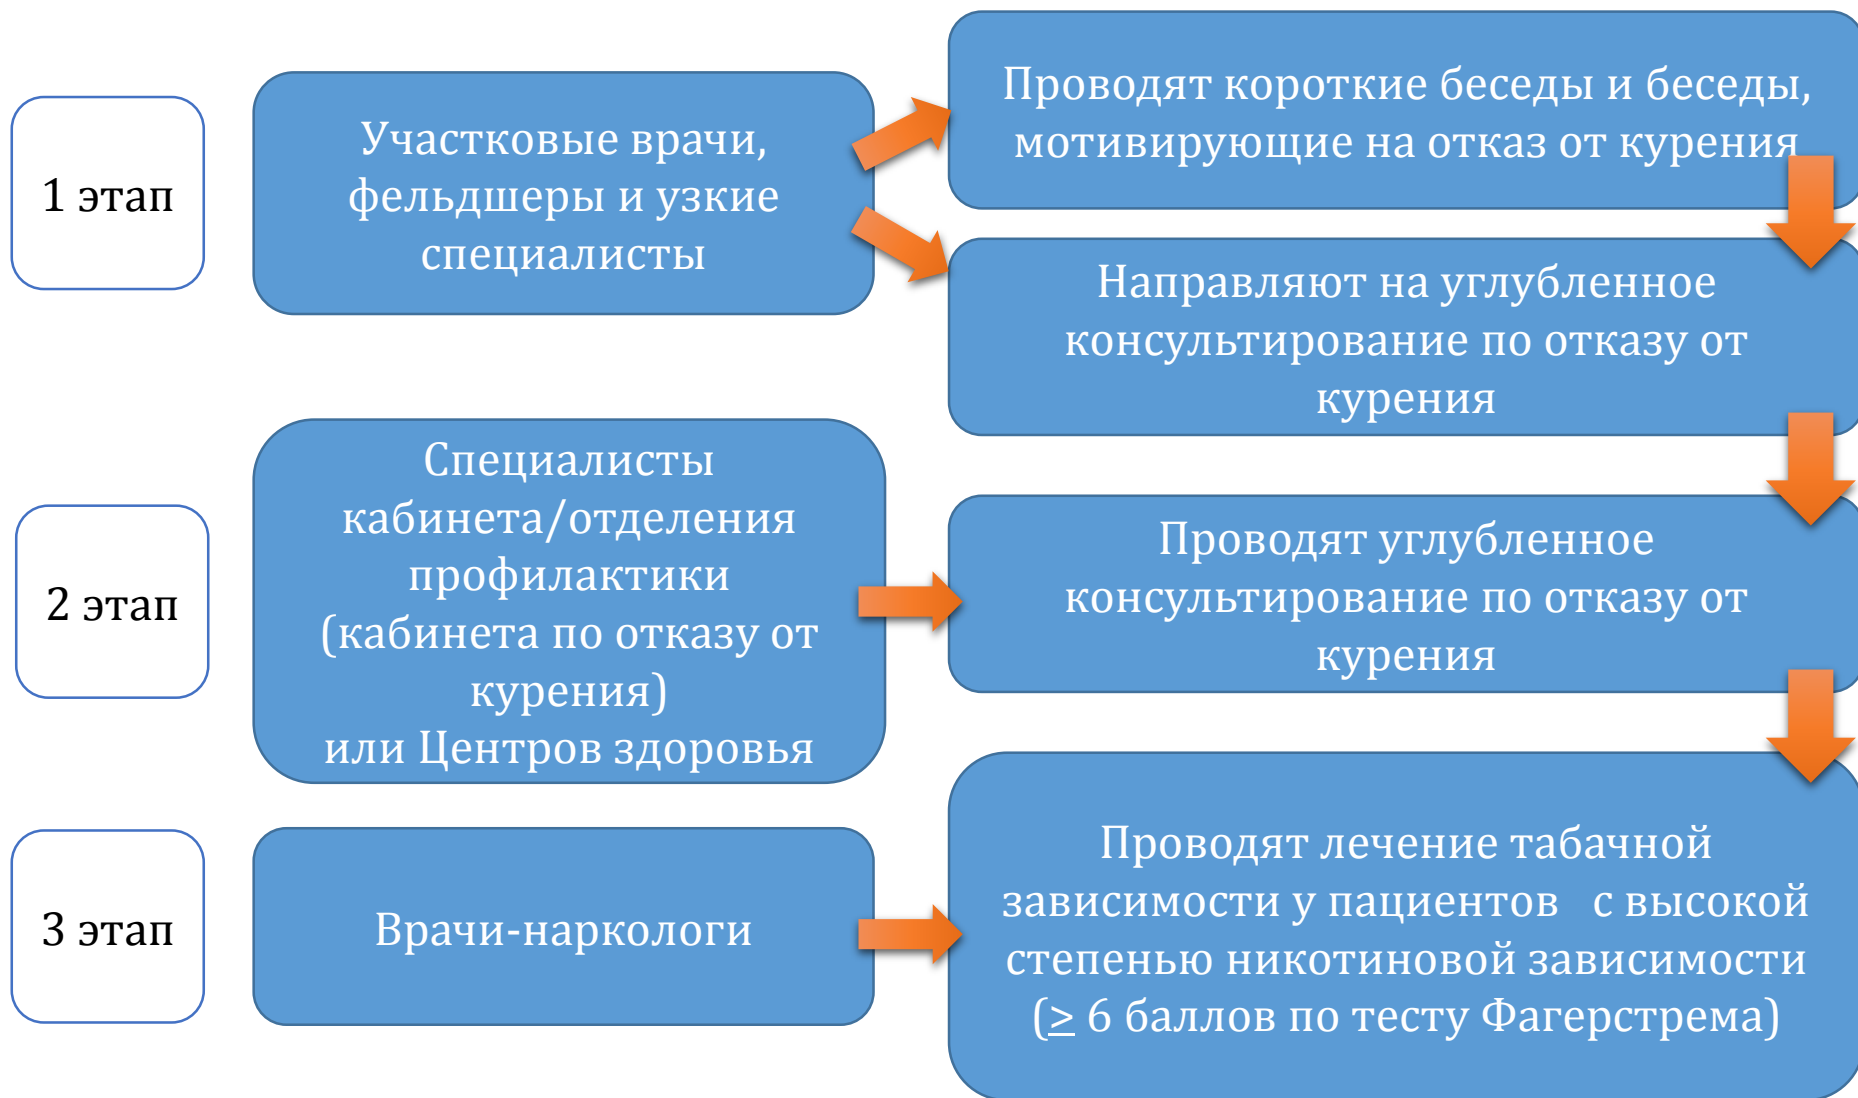 1 этап
Участковые врачи,
фельдшеры и узкие
специалисты
Проводят короткие беседы и беседы,
мотивирующие на отказ от курения
Направляют на углубленное
консультирование по отказу от
курения
2 этап
Специалисты
кабинета/отделения
профилактики
(кабинета по отказу от
курения)
или Центров здоровья
Проводят углубленное
консультирование по отказу от
курения
3 этап
Врачи-наркологи
Проводят лечение табачной
зависимости у пациентов   с высокой
степенью никотиновой зависимости
(≥ 6 баллов по тесту Фагерстрема)